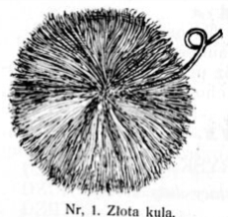 Nr, 1. Złota kula.